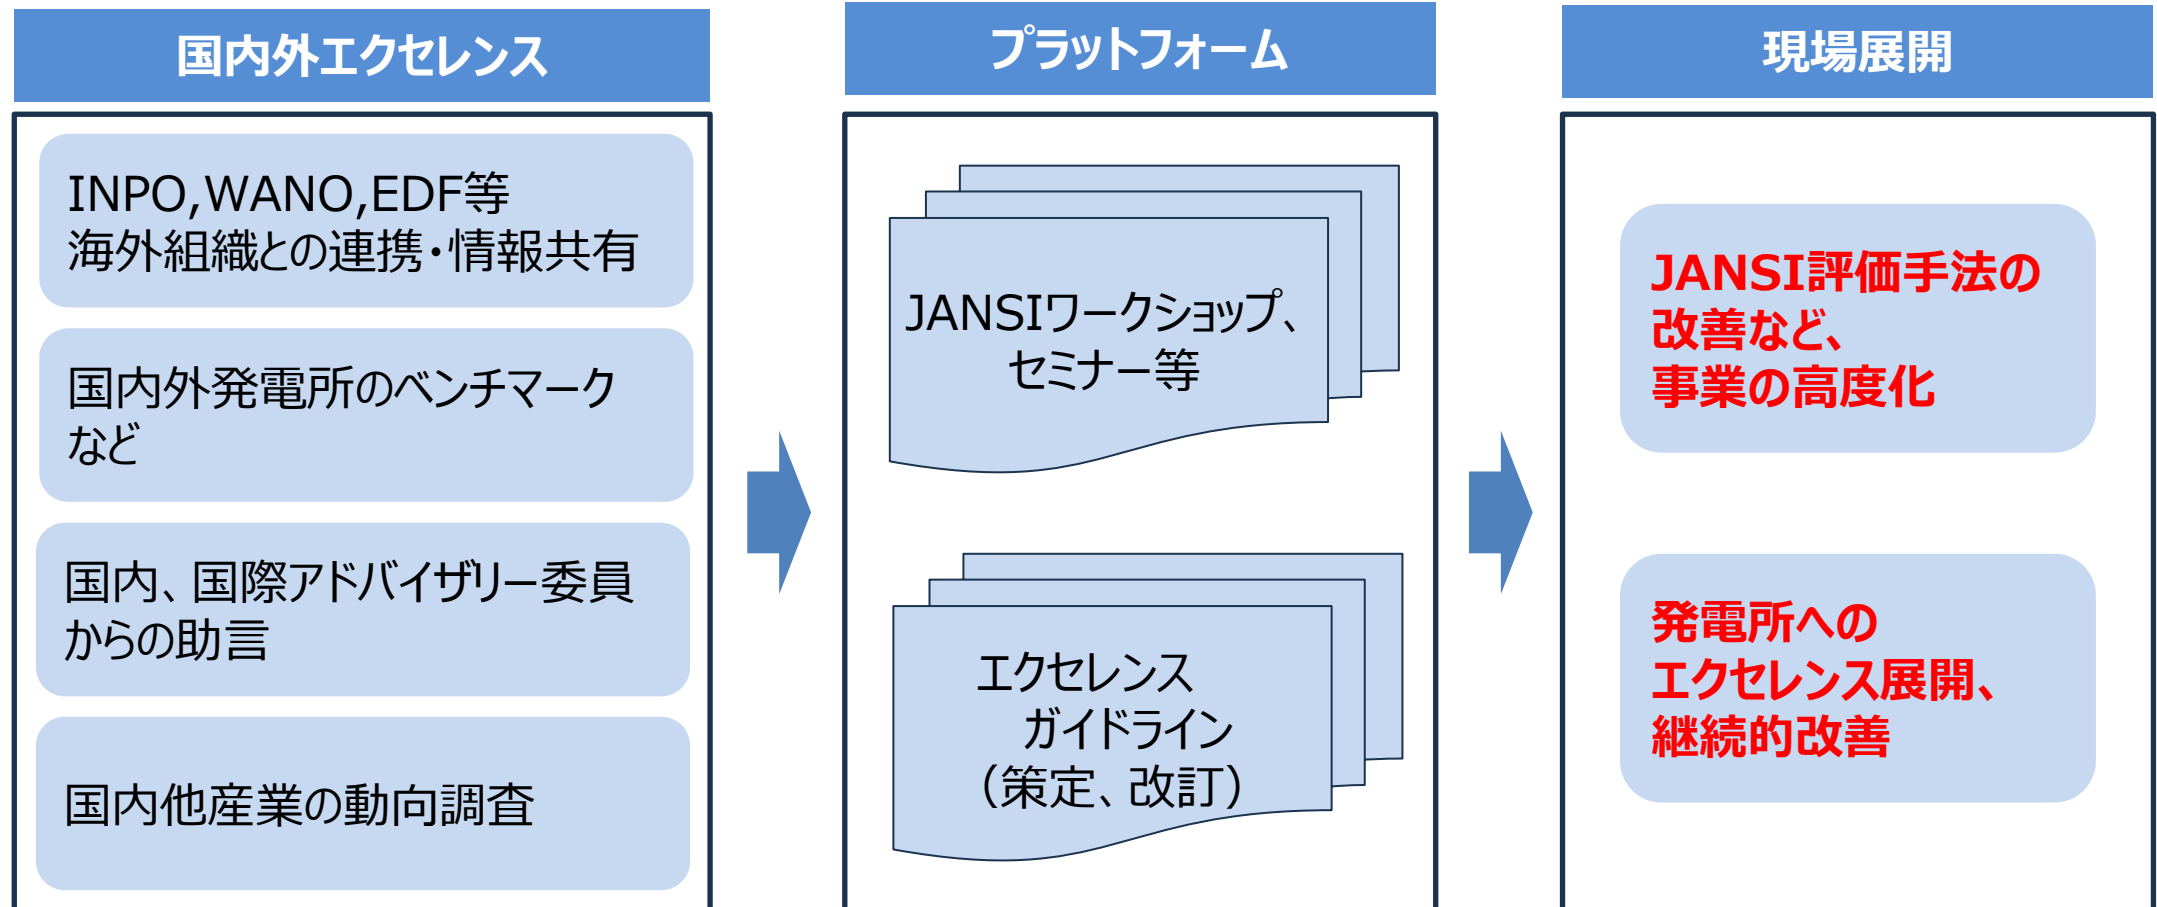 国内外エクセレンス
INPO,WANO,EDF等
海外組織との連携・情報共有
国内外発電所のベンチマーク
など
国内、国際アドバイザリー委員
からの助言
国内他産業の動向調査
プラットフォーム
JANSIワークショップ、
セミナー等
エクセレンス
ガイドライン
（策定、改訂）
現場展開
JANSI評価手法の
改善など、
事業の高度化
発電所への
エクセレンス展開、
継続的改善